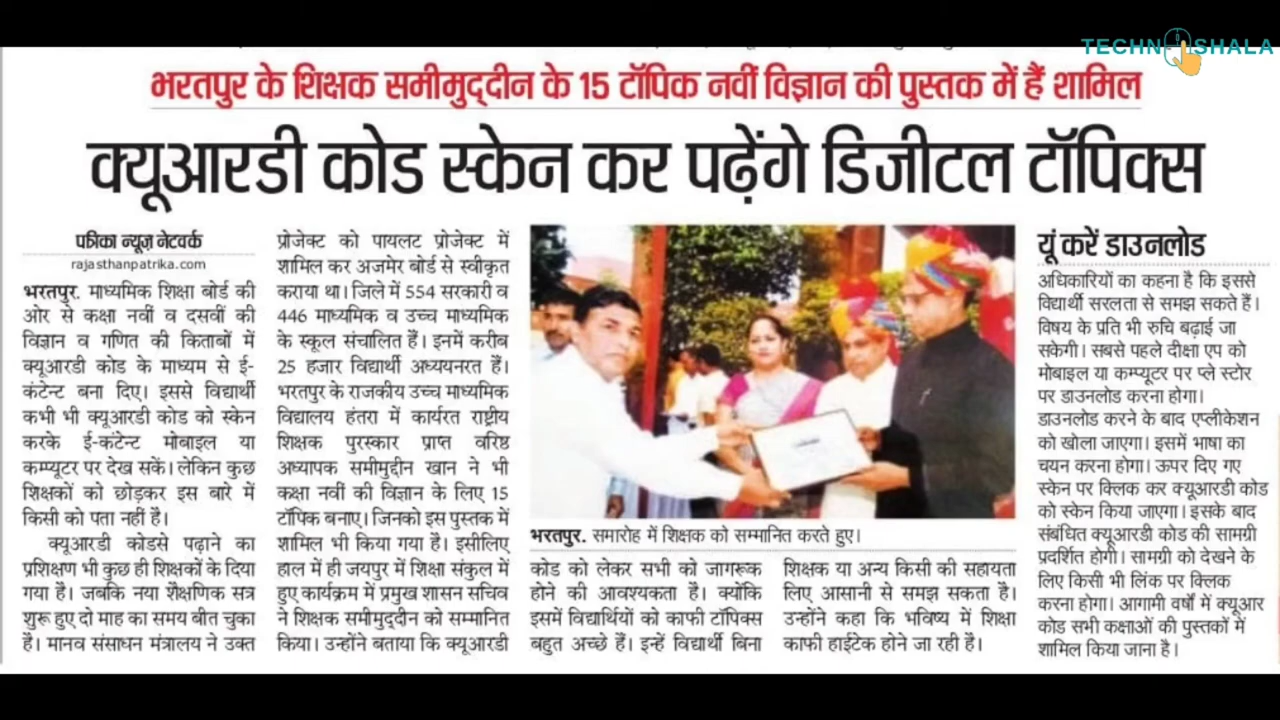 TECHNOSHALA
भरतपुर के शिक्षक समीमुद्दीन के 15 टॉपिक नवीं विज्ञान की पुस्तक में हैं शामिल
क्यूआरडी कोड स्केन कर पढ़ेंगे डिजीटल टॉपिक्स
पत्रिका न्यूज़ नेटवर्क
rajasthanpatrika.com
भरतपुर. माध्यमिक शिक्षा बोर्ड की
ओर से कक्षा नवीं व दसवीं की
विज्ञान व गणित की किताबों में
क्यूआरडी कोड के माध्यम से ई-
कंटेन्ट बना दिए। इससे विद्यार्थी
कभी भी क्यूआरडी कोड को स्केन
करके ई-कंटेन्ट मोबाइल या
कम्प्यूटर पर देख सकें। लेकिन कुछ
शिक्षकों को छोड़कर इस बारे में
किसी को पता नहीं है।
क्यूआरडी कोडसे पढ़ाने का
प्रशिक्षण भी कुछ ही शिक्षकों के दिया
गया है। जबकि नया शैक्षणिक सत्र
शुरू हुए दो माह का समय बीत चुका
है। मानव संसाधन मंत्रालय ने उक्त
प्रोजेक्ट को पायलट प्रोजेक्ट में
शामिल कर अजमेर बोर्ड से स्वीकृत
कराया था। जिले में 554 सरकारी व
446 माध्यमिक व उच्च माध्यमिक
के स्कूल संचालित हैं। इनमें करीब
25 हजार विद्यार्थी अध्ययनरत हैं।
भरतपुर के राजकीय उच्च माध्यमिक
विद्यालय हंतरा में कार्यरत राष्ट्रीय
शिक्षक पुरस्कार प्राप्त वरिष्ठ
अध्यापक समीमुद्दीन खान ने भी
कक्षा नवीं की विज्ञान के लिए 15
टॉपिक बनाए। जिनको इस पुस्तक में
शामिल भी किया गया है। इसीलिए
हाल में ही जयपुर में शिक्षा संकुल में
हुए कार्यक्रम में प्रमुख शासन सचिव
ने शिक्षक समीमुद्दीन को सम्मानित
किया। उन्होंने बताया कि क्यूआरडी
भरतपुर. समारोह में शिक्षक को सम्मानित करते हुए।
कोड को लेकर सभी को जागरूक
होने की आवश्यकता है। क्योंकि
इसमें विद्यार्थियों को काफी टॉपिक्स
बहुत अच्छे हैं। इन्हें विद्यार्थी बिना
शिक्षक या अन्य किसी की सहायता
लिए आसानी से समझ सकता है।
उन्होंने कहा कि भविष्य में शिक्षा
काफी हाईटेक होने जा रही है।
यूं करें डाउनलोड
अधिकारियों का कहना है कि इससे
विद्यार्थी सरलता से समझ सकते हैं।
विषय के प्रति भी रुचि बढ़ाई जा
सकेगी। सबसे पहले दीक्षा एप को
मोबाइल या कम्प्यूटर पर प्ले स्टोर
पर डाउनलोड करना होगा।
डाउनलोड करने के बाद एप्लीकेशन
को खोला जाएगा। इसमें भाषा का
चयन करना होगा। ऊपर दिए गए
स्केन पर क्लिक कर क्यूआरडी कोड
को स्केन किया जाएगा। इसके बाद
संबंधित क्यूआरडी कोड की सामग्री
प्रदर्शित होगी। सामग्री को देखने के
लिए किसी भी लिंक पर क्लिक
करना होगा। आगामी वर्षों में क्यूआर
कोड सभी कक्षाओं की पुस्तकों में
शामिल किया जाना है।